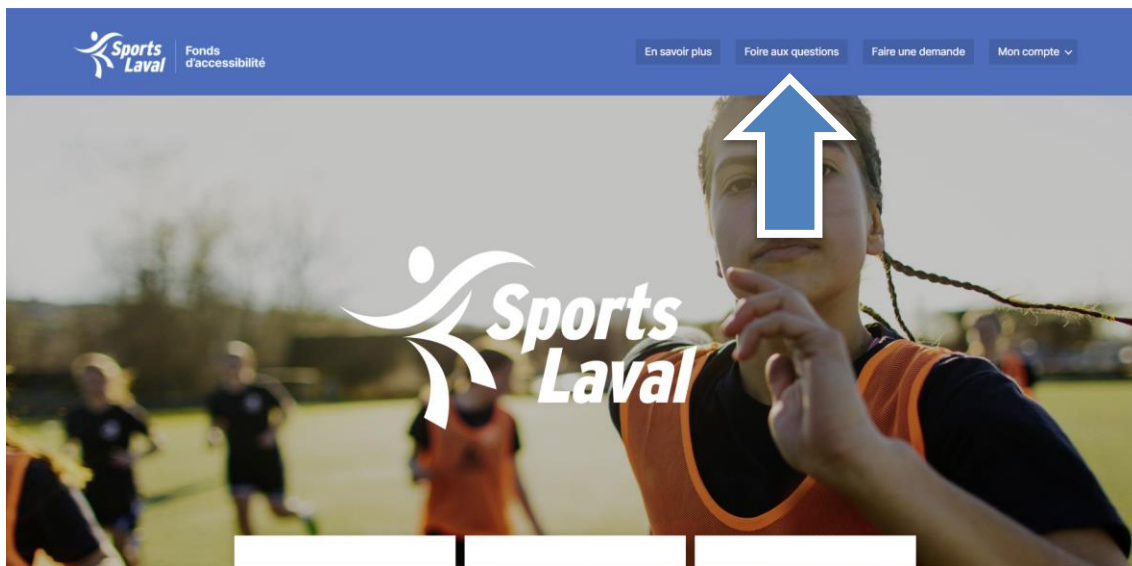 Sports
Laval
Fonds
d'accessibilité
En savoir plus
Foire aux questions
Faire une demande
Mon compte
Sports
Laval